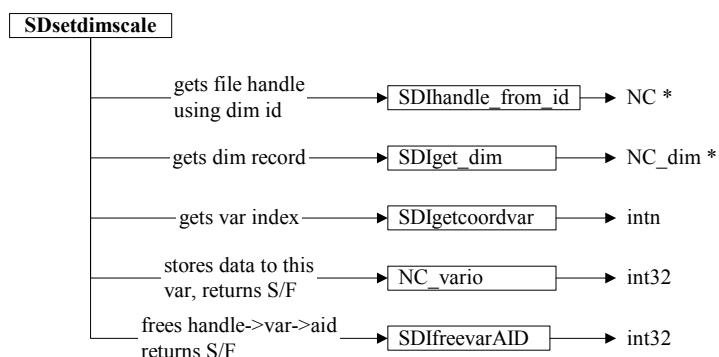 SDsetdimscale
gets file handle
using dim id
SDIhandle_from_id
NC *
gets dim record
SDIget_dim
NC_dim *
gets var index
SDIgetcoordvar
intn
stores data to this
var, returns S/F
NC_vario
int32
frees handle->var->aid
returns S/F
SDIfreevarAID
int32